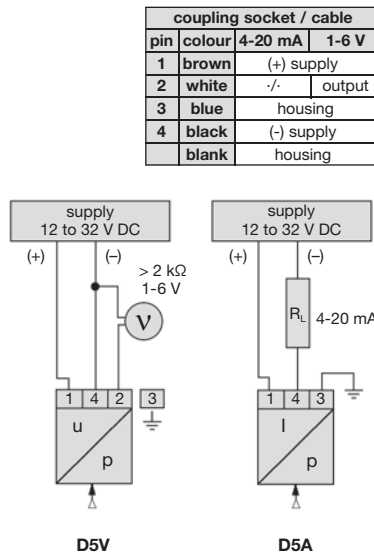 coupling socket / cable
pin colour 4-20 mA 1-6 V
1 brown (+) supply
2 white ·/· output
3 blue housing
4 black (-) supply
blank housing
supply
12 to 32 V DC
(+) (–)
> 2 kΩ
1-6 V
V
1 4 2 3
u
p
D5V
supply
12 to 32 V DC
(+) (–)
RL 4-20 mA
1 4 3
I
p
D5A